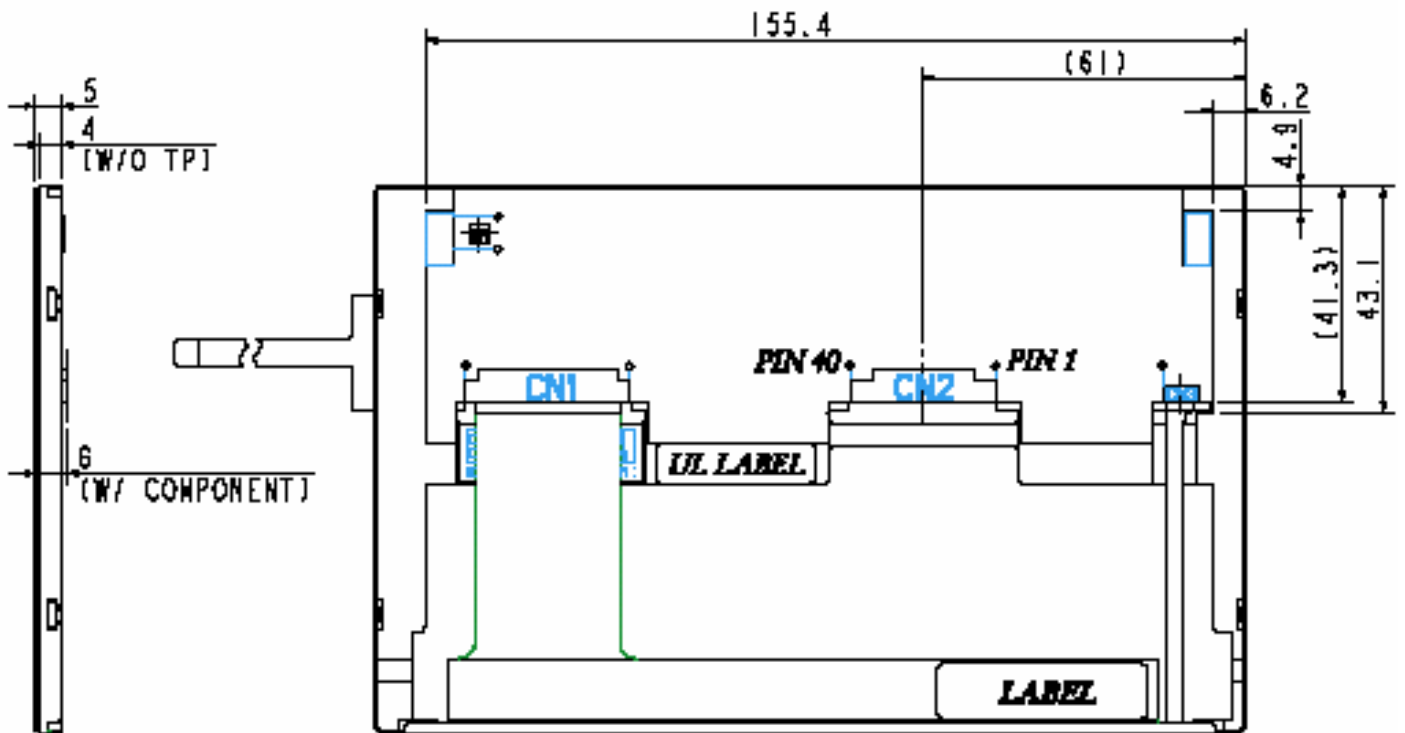 155.4
(61)
5
6.2
4
(W/O TP)
4.9
(41.3)
43.1
PIN 40
PIN 1
CN1
CN2
6
(W/ COMPONENT)
UL LABEL
LABEL